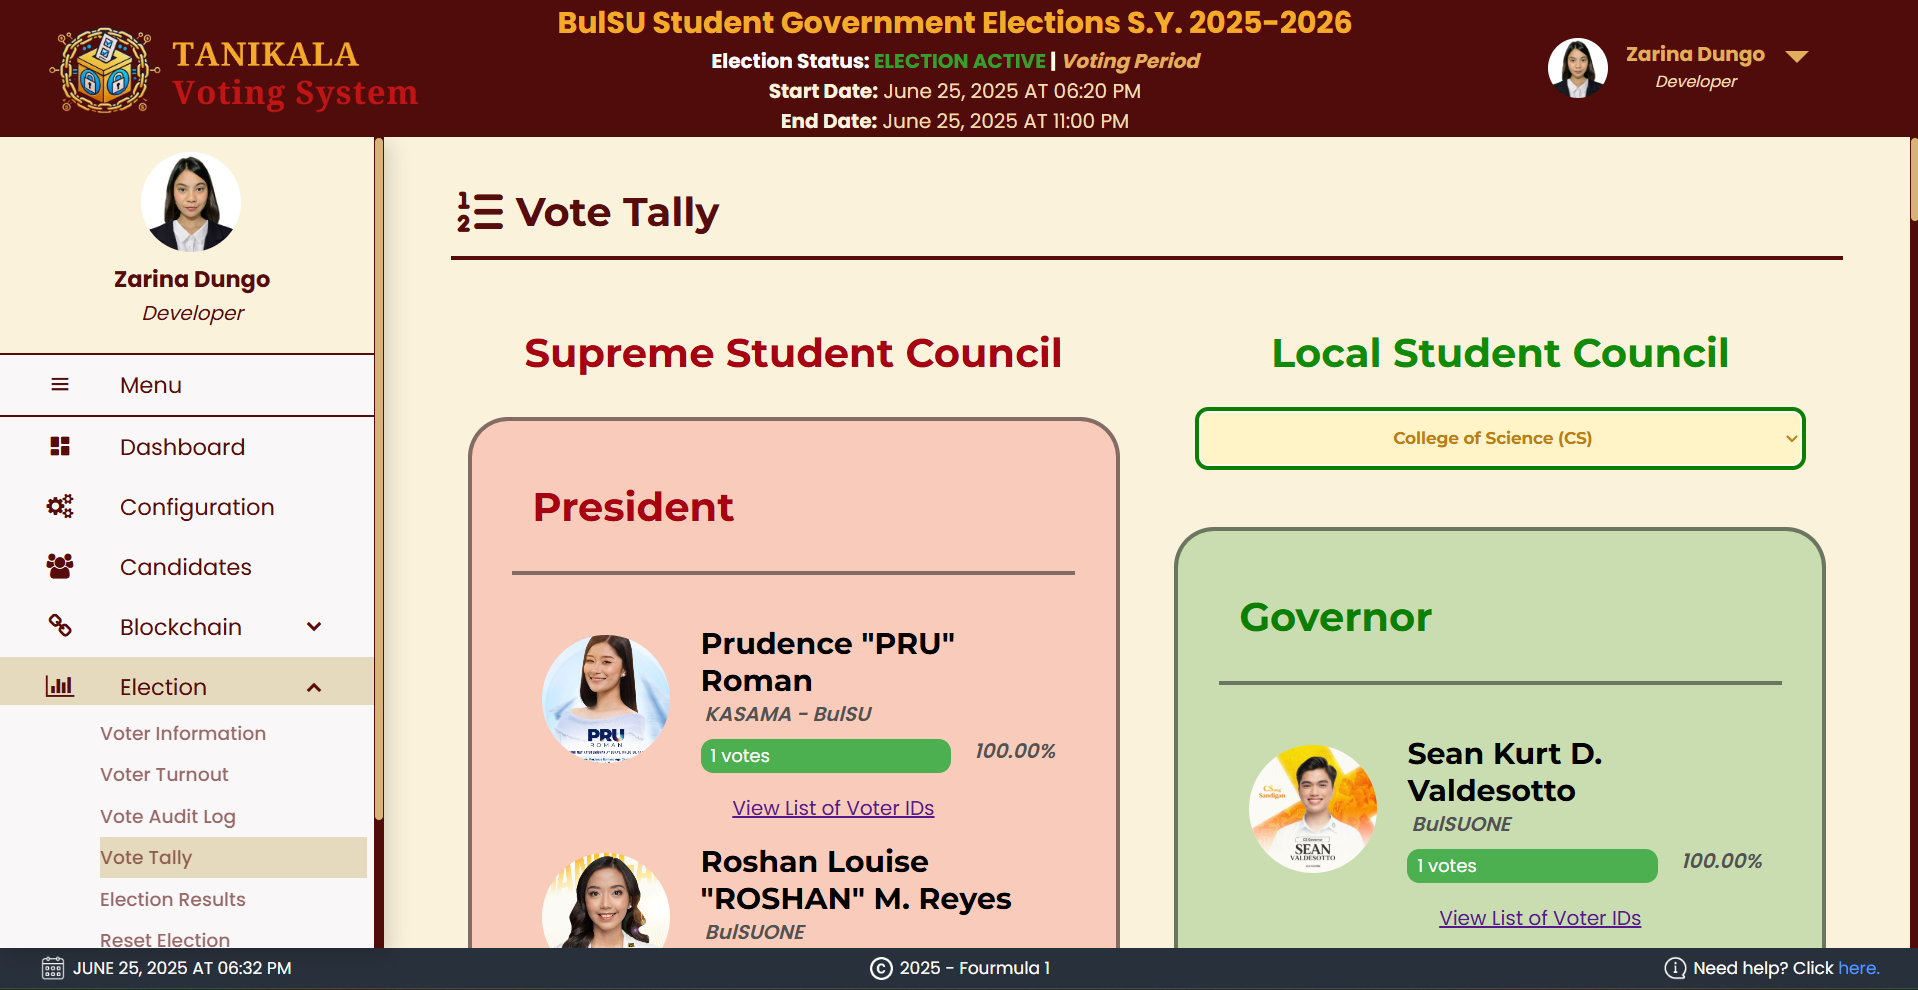 TANIKALA
Voting System
BulSU Student Government Elections S.Y. 2025-2026
Election Status: ELECTION ACTIVE | Voting Period
Start Date: June 25, 2025 AT 06:20 PM
End Date: June 25, 2025 AT 11:00 PM
Zarina Dungo
Developer
Zarina Dungo
Developer
Menu
Dashboard
Configuration
Candidates
Blockchain
Election
Voter Information
Voter Turnout
Vote Audit Log
Vote Tally
Election Results
Reset Election
1
2
Vote Tally
Supreme Student Council
President
Prudence "PRU"
Roman
KASAMA - BulSU
1 votes
100.00%
View List of Voter IDs
PRU
ROMAN
Roshan Louise
"ROSHAN" M. Reyes
BulSUONE
Local Student Council
College of Science (CS)
Governor
Sean Kurt D.
Valdesotto
BulSUONE
1 votes
100.00%
View List of Voter IDs
SEAN
VALDESOTTO
JUNE 25, 2025 AT 06:32 PM
© 2025 - Fourmula 1
Need help? Click here.